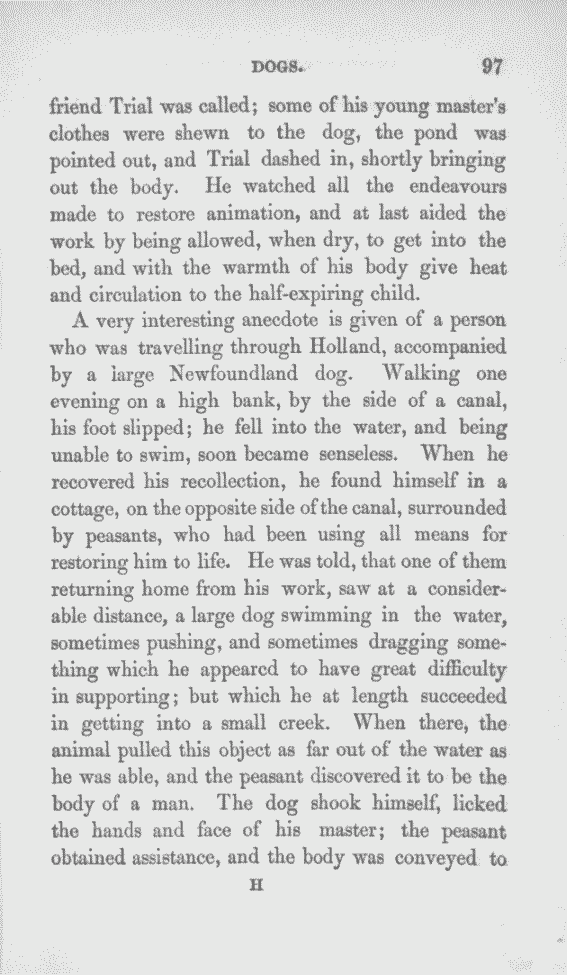 DOGS. 97
friend Trial was called; some of his young master's
clothes were shewn to the dog, the pond was
pointed out, and Trial dashed in, shortly bringing
out the body. He watched all the endeavours
made to restore animation, and at last aided the
work by being allowed, when dry, to get into the
bed, and with the warmth of his body give heat
and circulation to the half-expiring child.
A very interesting anecdote is given of a person
who was travelling through Holland, accompanied
by a large Newfoundland dog. Walking one
evening on a high bank, by the side of a canal,
his foot slipped; he fell into the water, and being
unable to swim, soon became senseless. When he
recovered his recollection, he found himself in a
cottage, on the opposite side of the canal, surrounded
by peasants, who had been using all means for
restoring him to life. He was told, that one of them
returning home from his work, saw at a consider-
able distance, a large dog swimming in the water,
sometimes pushing, and sometimes dragging some-
thing which he appeared to have great difficulty
in supporting; but which he at length succeeded
in getting into a small creek. When there, the
animal pulled this object as far out of the water as
he was able, and the peasant discovered it to be the
body of a man. The dog shook himself, licked
the hands and face of his master; the peasant
obtained assistance, and the body was conveyed to
H